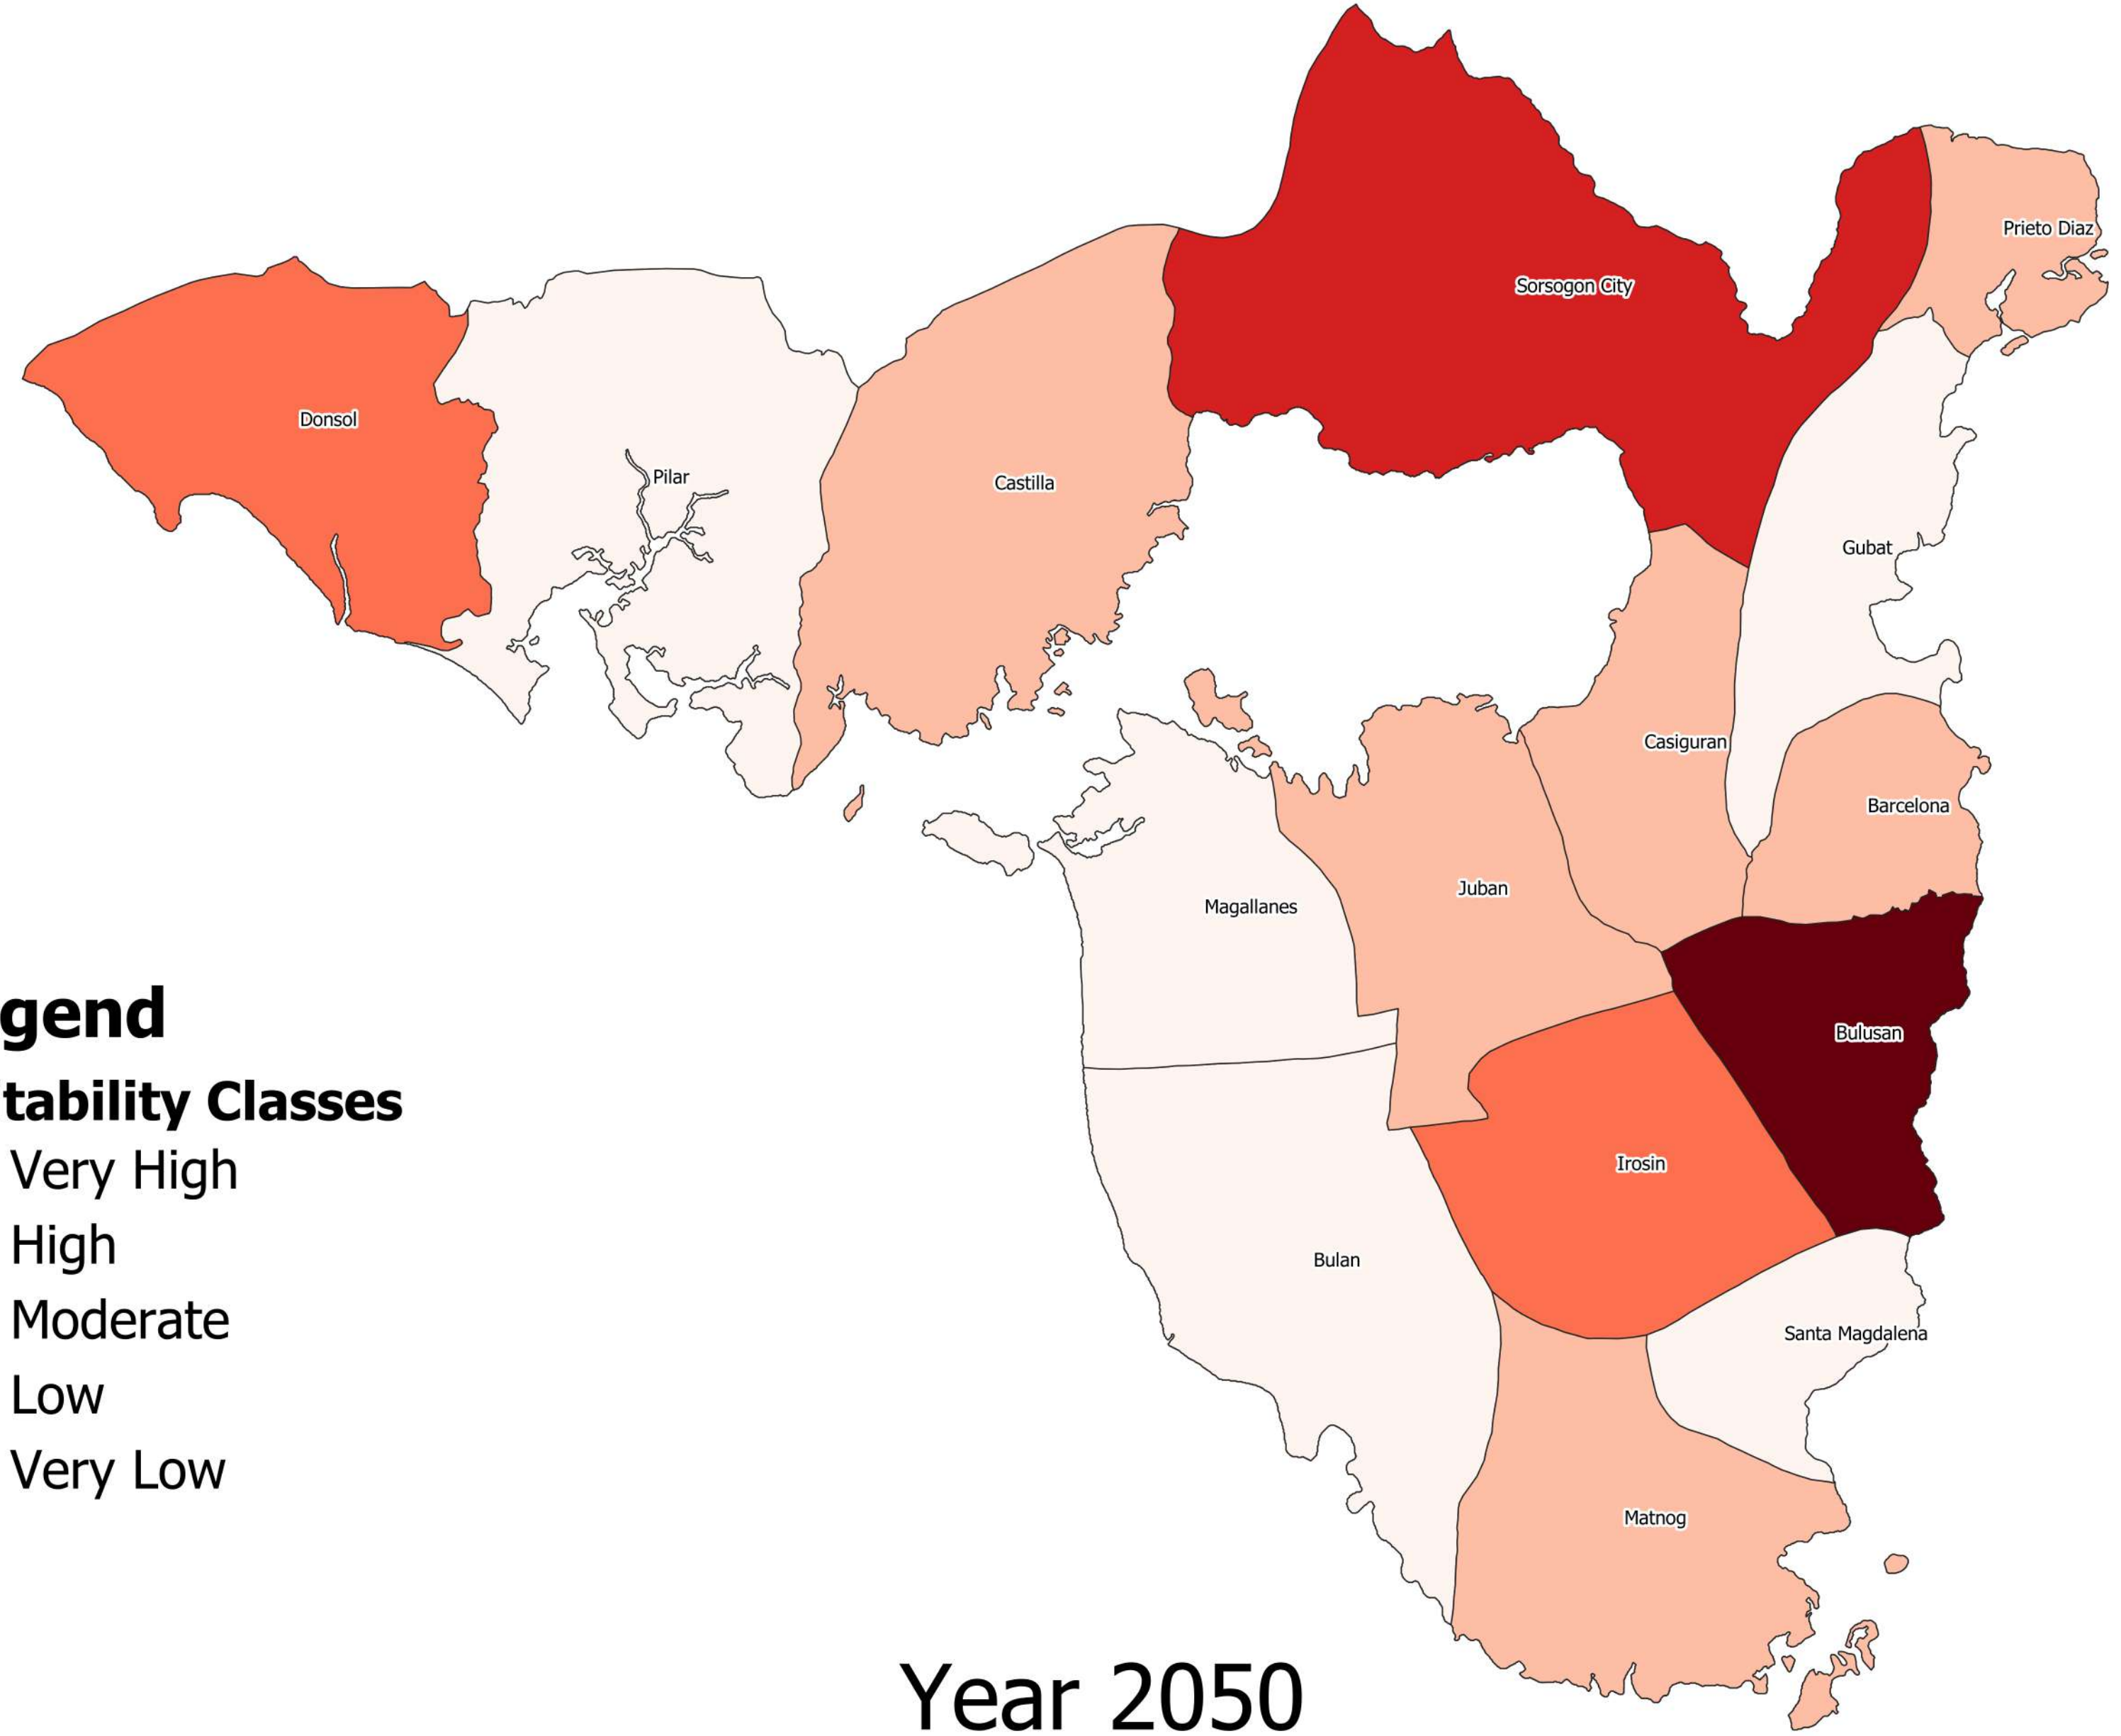 Prieto Diaz
Sorsogon City
Donsol
Pilar
Castilla
Gubat
Casiguran
Barcelona
Juban
Magallanes
gend
Bulusan
tability Classes
Very High
Irosin
High
Bulan
Moderate
Santa Magdalena
Low
Very Low
Matnog
Year 2050